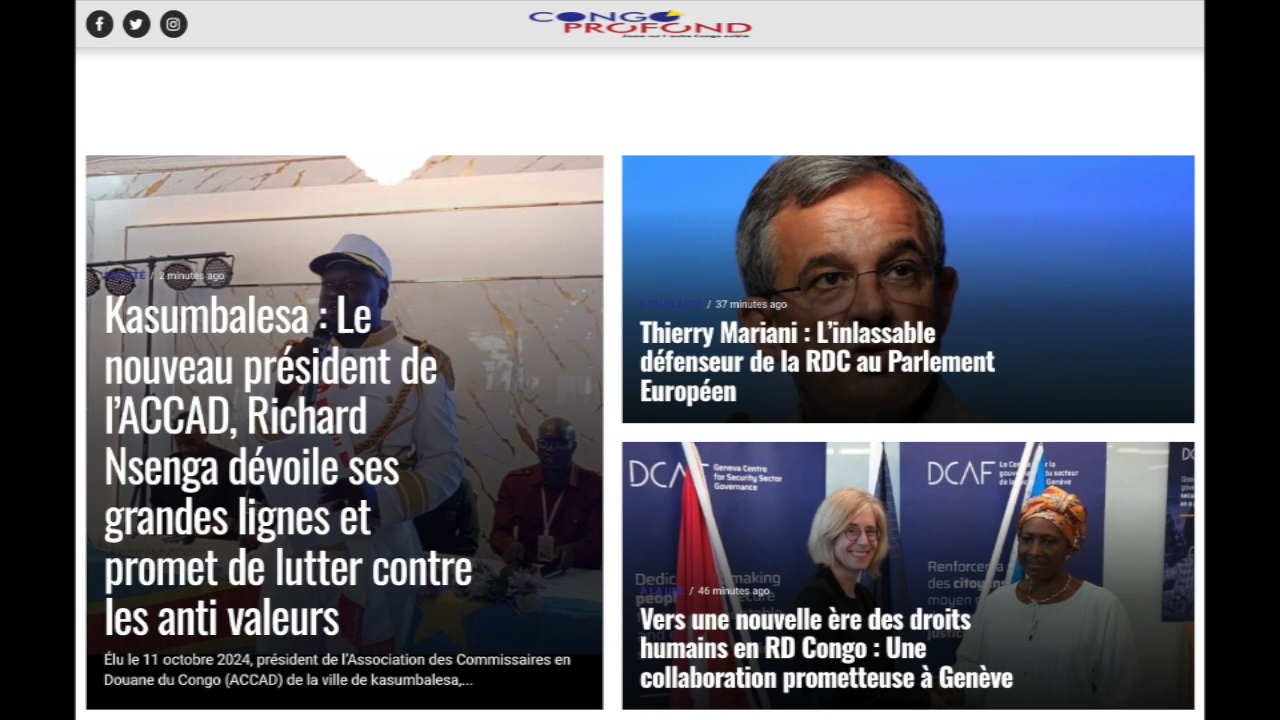 CONGO
PROFOND
2 minutes ago
Kasumbalesa : Le
nouveau président de
l'ACCAD, Richard
Nsenga dévoile ses
grandes lignes et
promet de lutter contre
les anti valeurs
Élu le 11 octobre 2024, président de l'Association des Commissaires en
Douane du Congo (ACCAD) de la ville de kasumbalesa,...
NON CLASSÉ / 37 minutes ago
Thierry Mariani : L'inlassable
défenseur de la RDC au Parlement
Européen
DCAF
Geneva Centre
for Security Sector
Governance
DCAF
A LA UNE / 46 minutes ago
Vers une nouvelle ère des droits
humains en RD Congo : Une
collaboration prometteuse à Genève